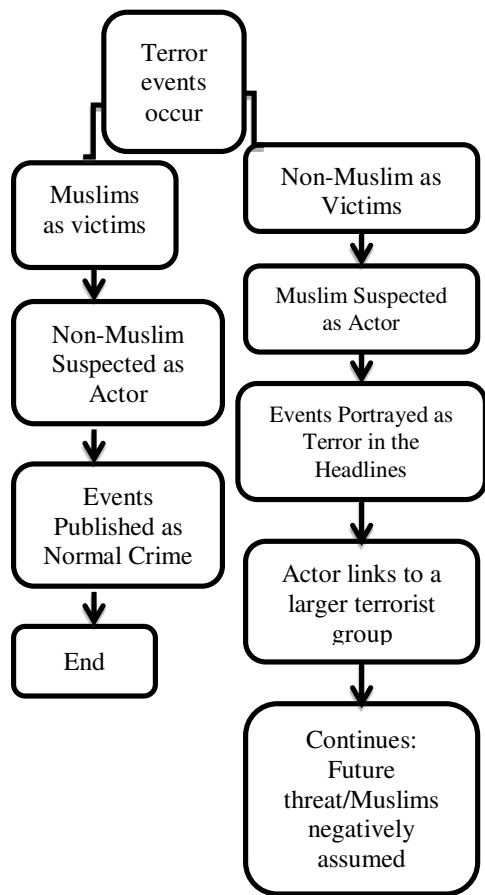 Terror
events
occur
Muslims
as victims
Non-Muslim
Suspected as
Actor
Events
Published as
Normal Crime
End
Non-Muslim as
Victims
Muslim Suspected
as Actor
Events Portrayed as
Terror in the
Headlines
Actor links to a
larger terrorist
group
Continues:
Future
threat/Muslims
negatively
assumed